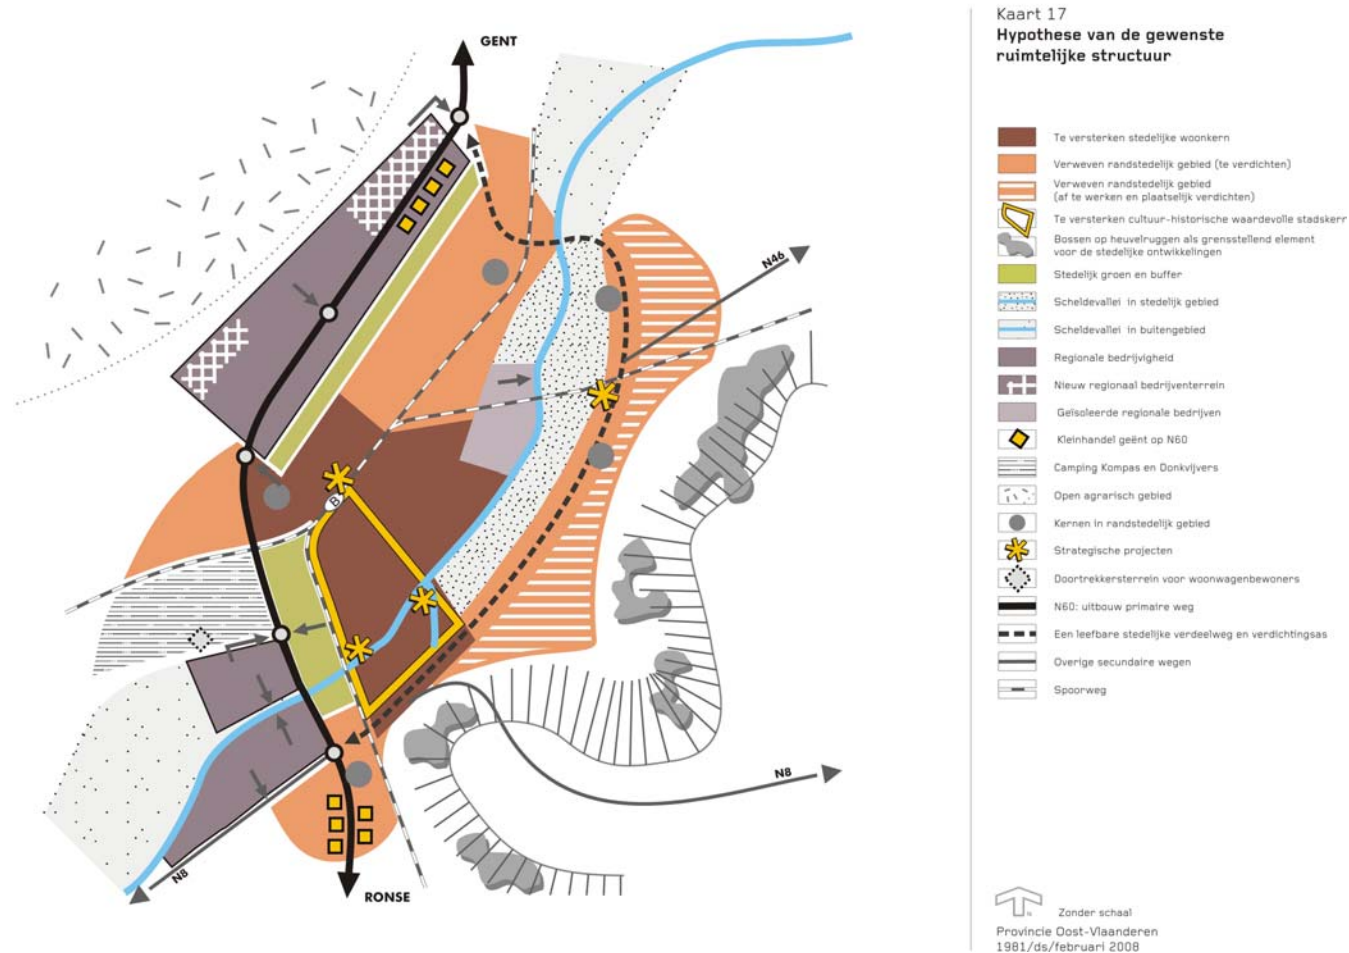 GENT
N46
B
N8
N8
RONSE
Kaart 17
Hypothese van de gewenste
ruimtelijke structuur
Te versterken stedelijke woonkern
Verweven randstedelijk gebied (te verdichten)
Verweven randstedelijk gebied
(af te werken en plaatselijk verdichten)
Te versterken cultuur-historische waardevolle stadskern
Bossen op heuvelruggen als grensstellend element
voor de stedelijke ontwikkelingen
Stedelijk groen en buffer
Scheldevallei in stedelijk gebied
Scheldevallei in buitengebied
Regionale bedrijvigheid
Nieuw regionaal bedrijventerrein
Geïsoleerde regionale bedrijven
Kleinhandel geënt op N60
Camping Kompas en Donkvijvers
Open agrarisch gebied
Kernen in randstedelijk gebied
Strategische projecten
Doortrekkersterrein voor woonwagenbewoners
N60: uitbouw primaire weg
Een leefbare stedelijke verdeelweg en verdichtingsas
Overige secundaire wegen
Spoorweg
Zonder schaal
Provincie Oost-Vlaanderen
1981/ds/februari 2008